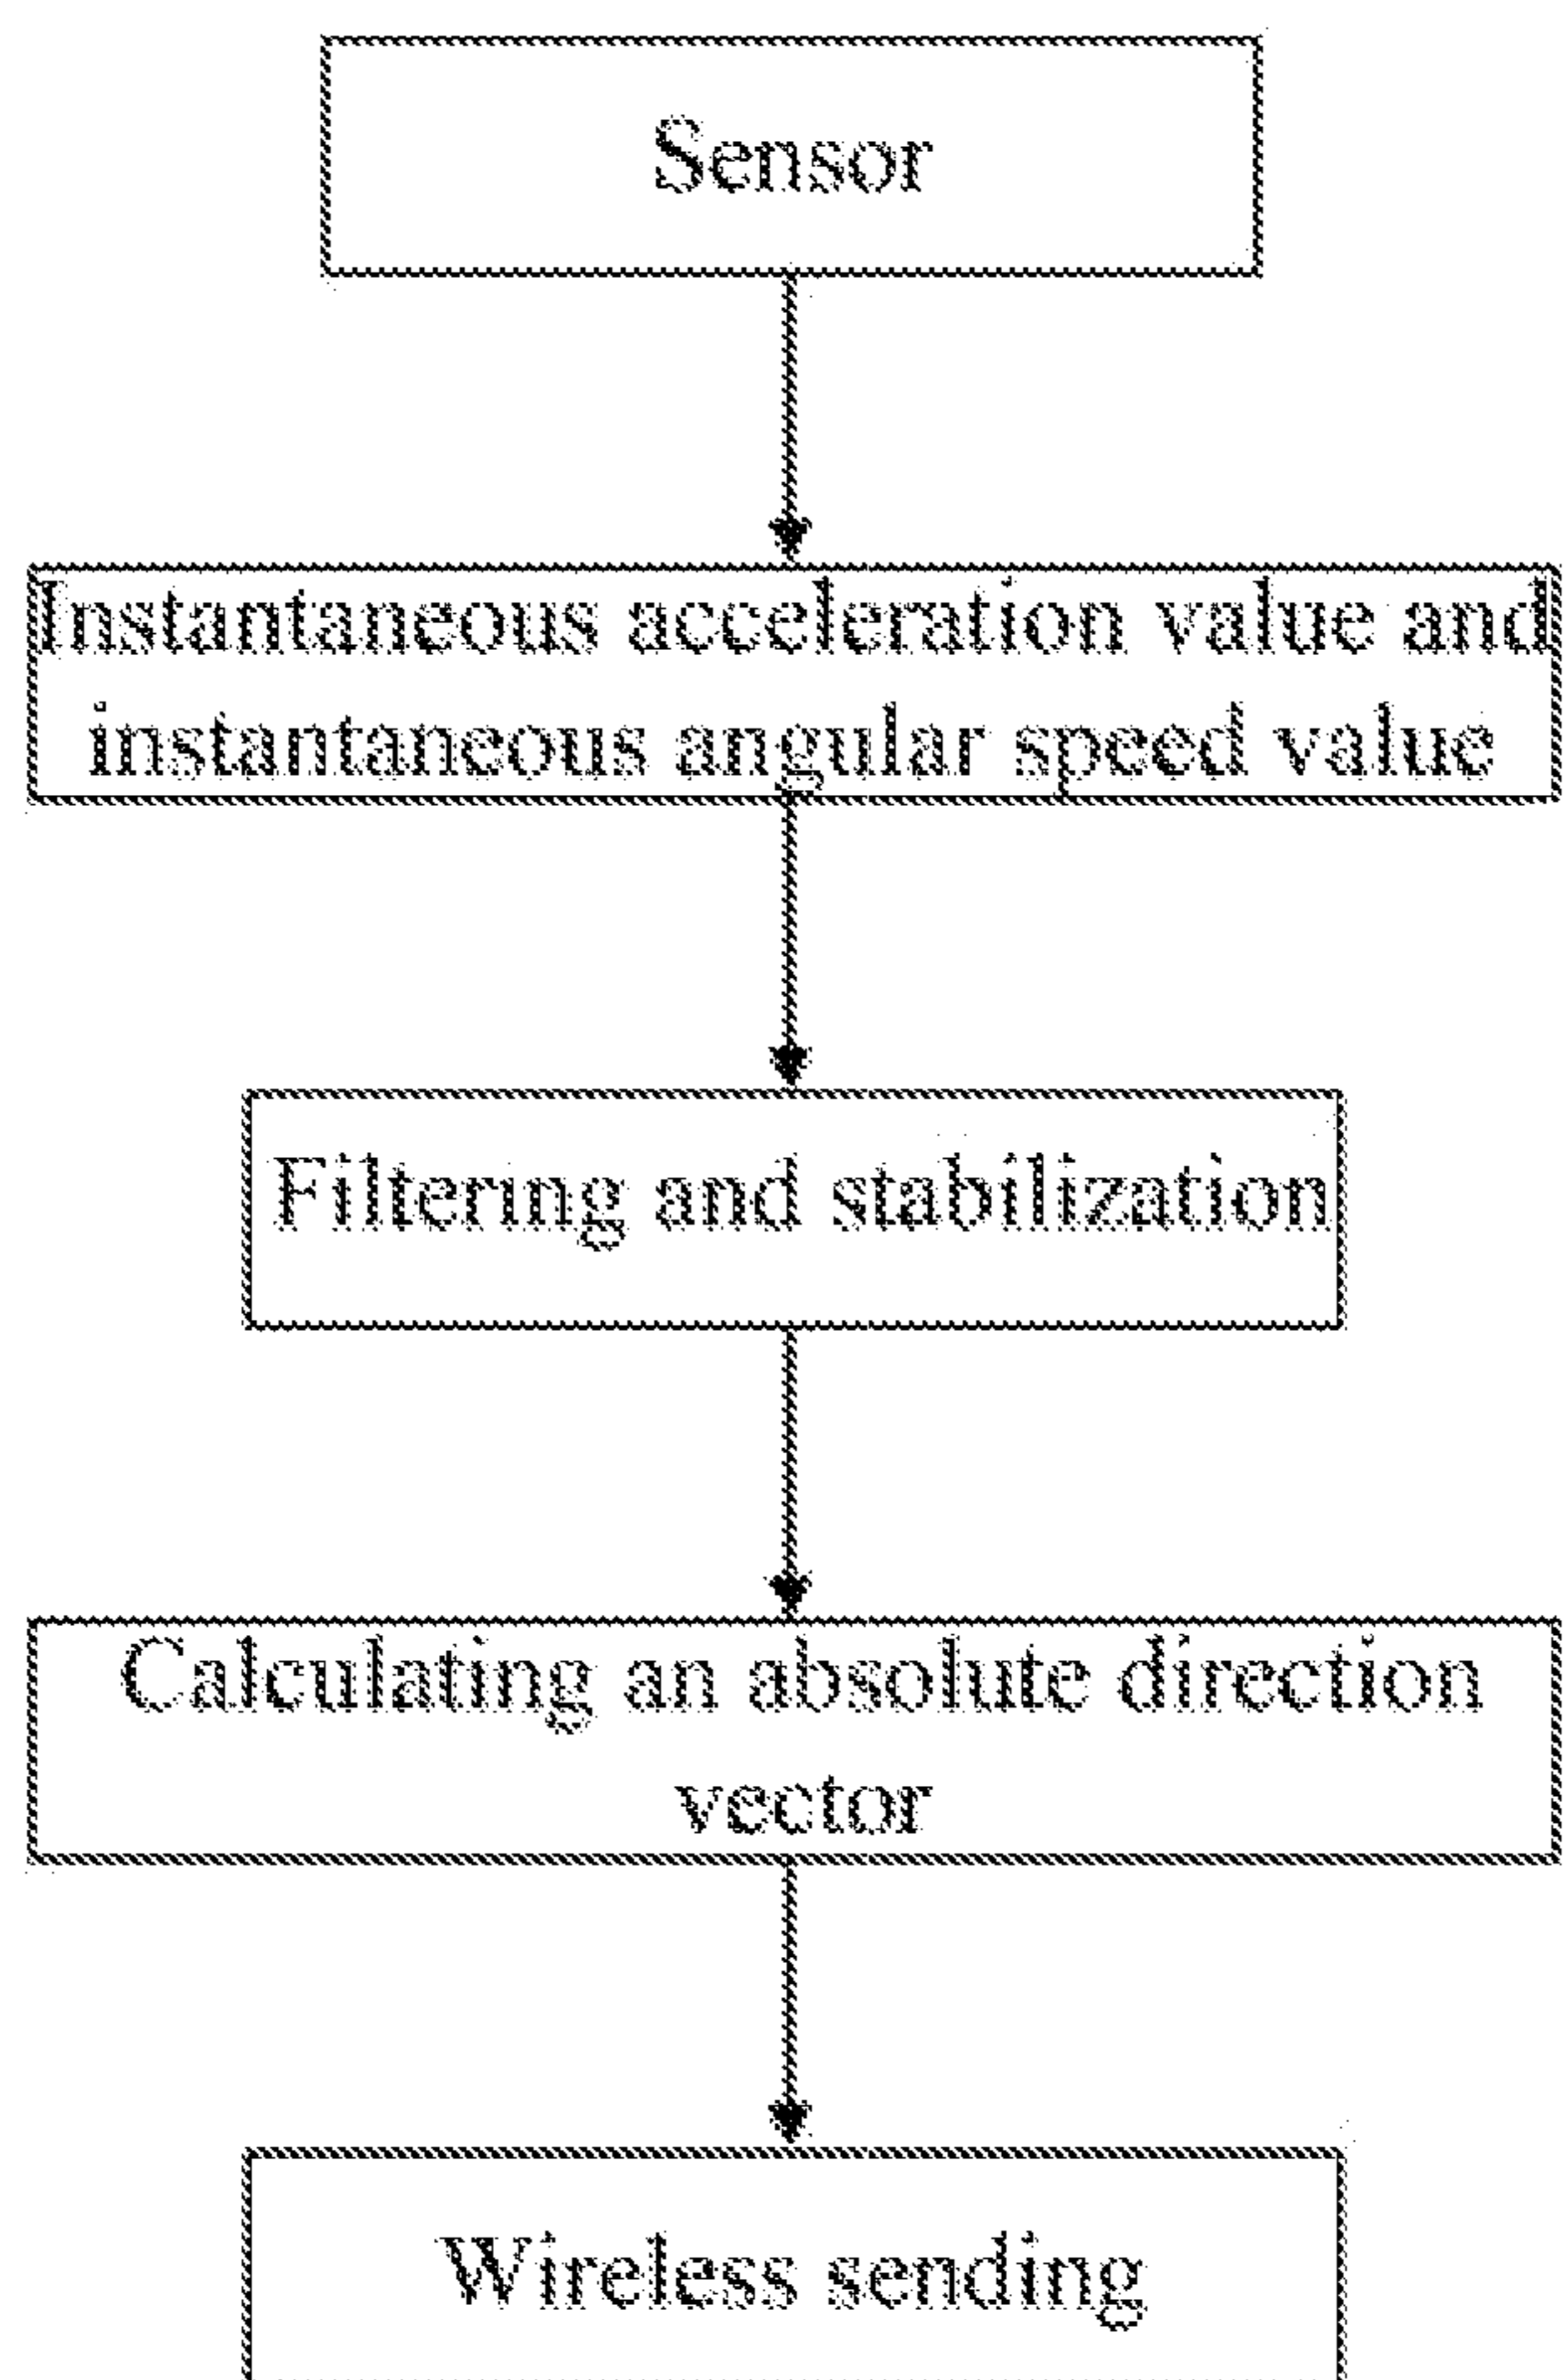 Sensor
Instantaneous acceleration value and
instantaneous angular speed value
Filtering and stabilization
Calculating an absolute direction
vector
Wireless sending